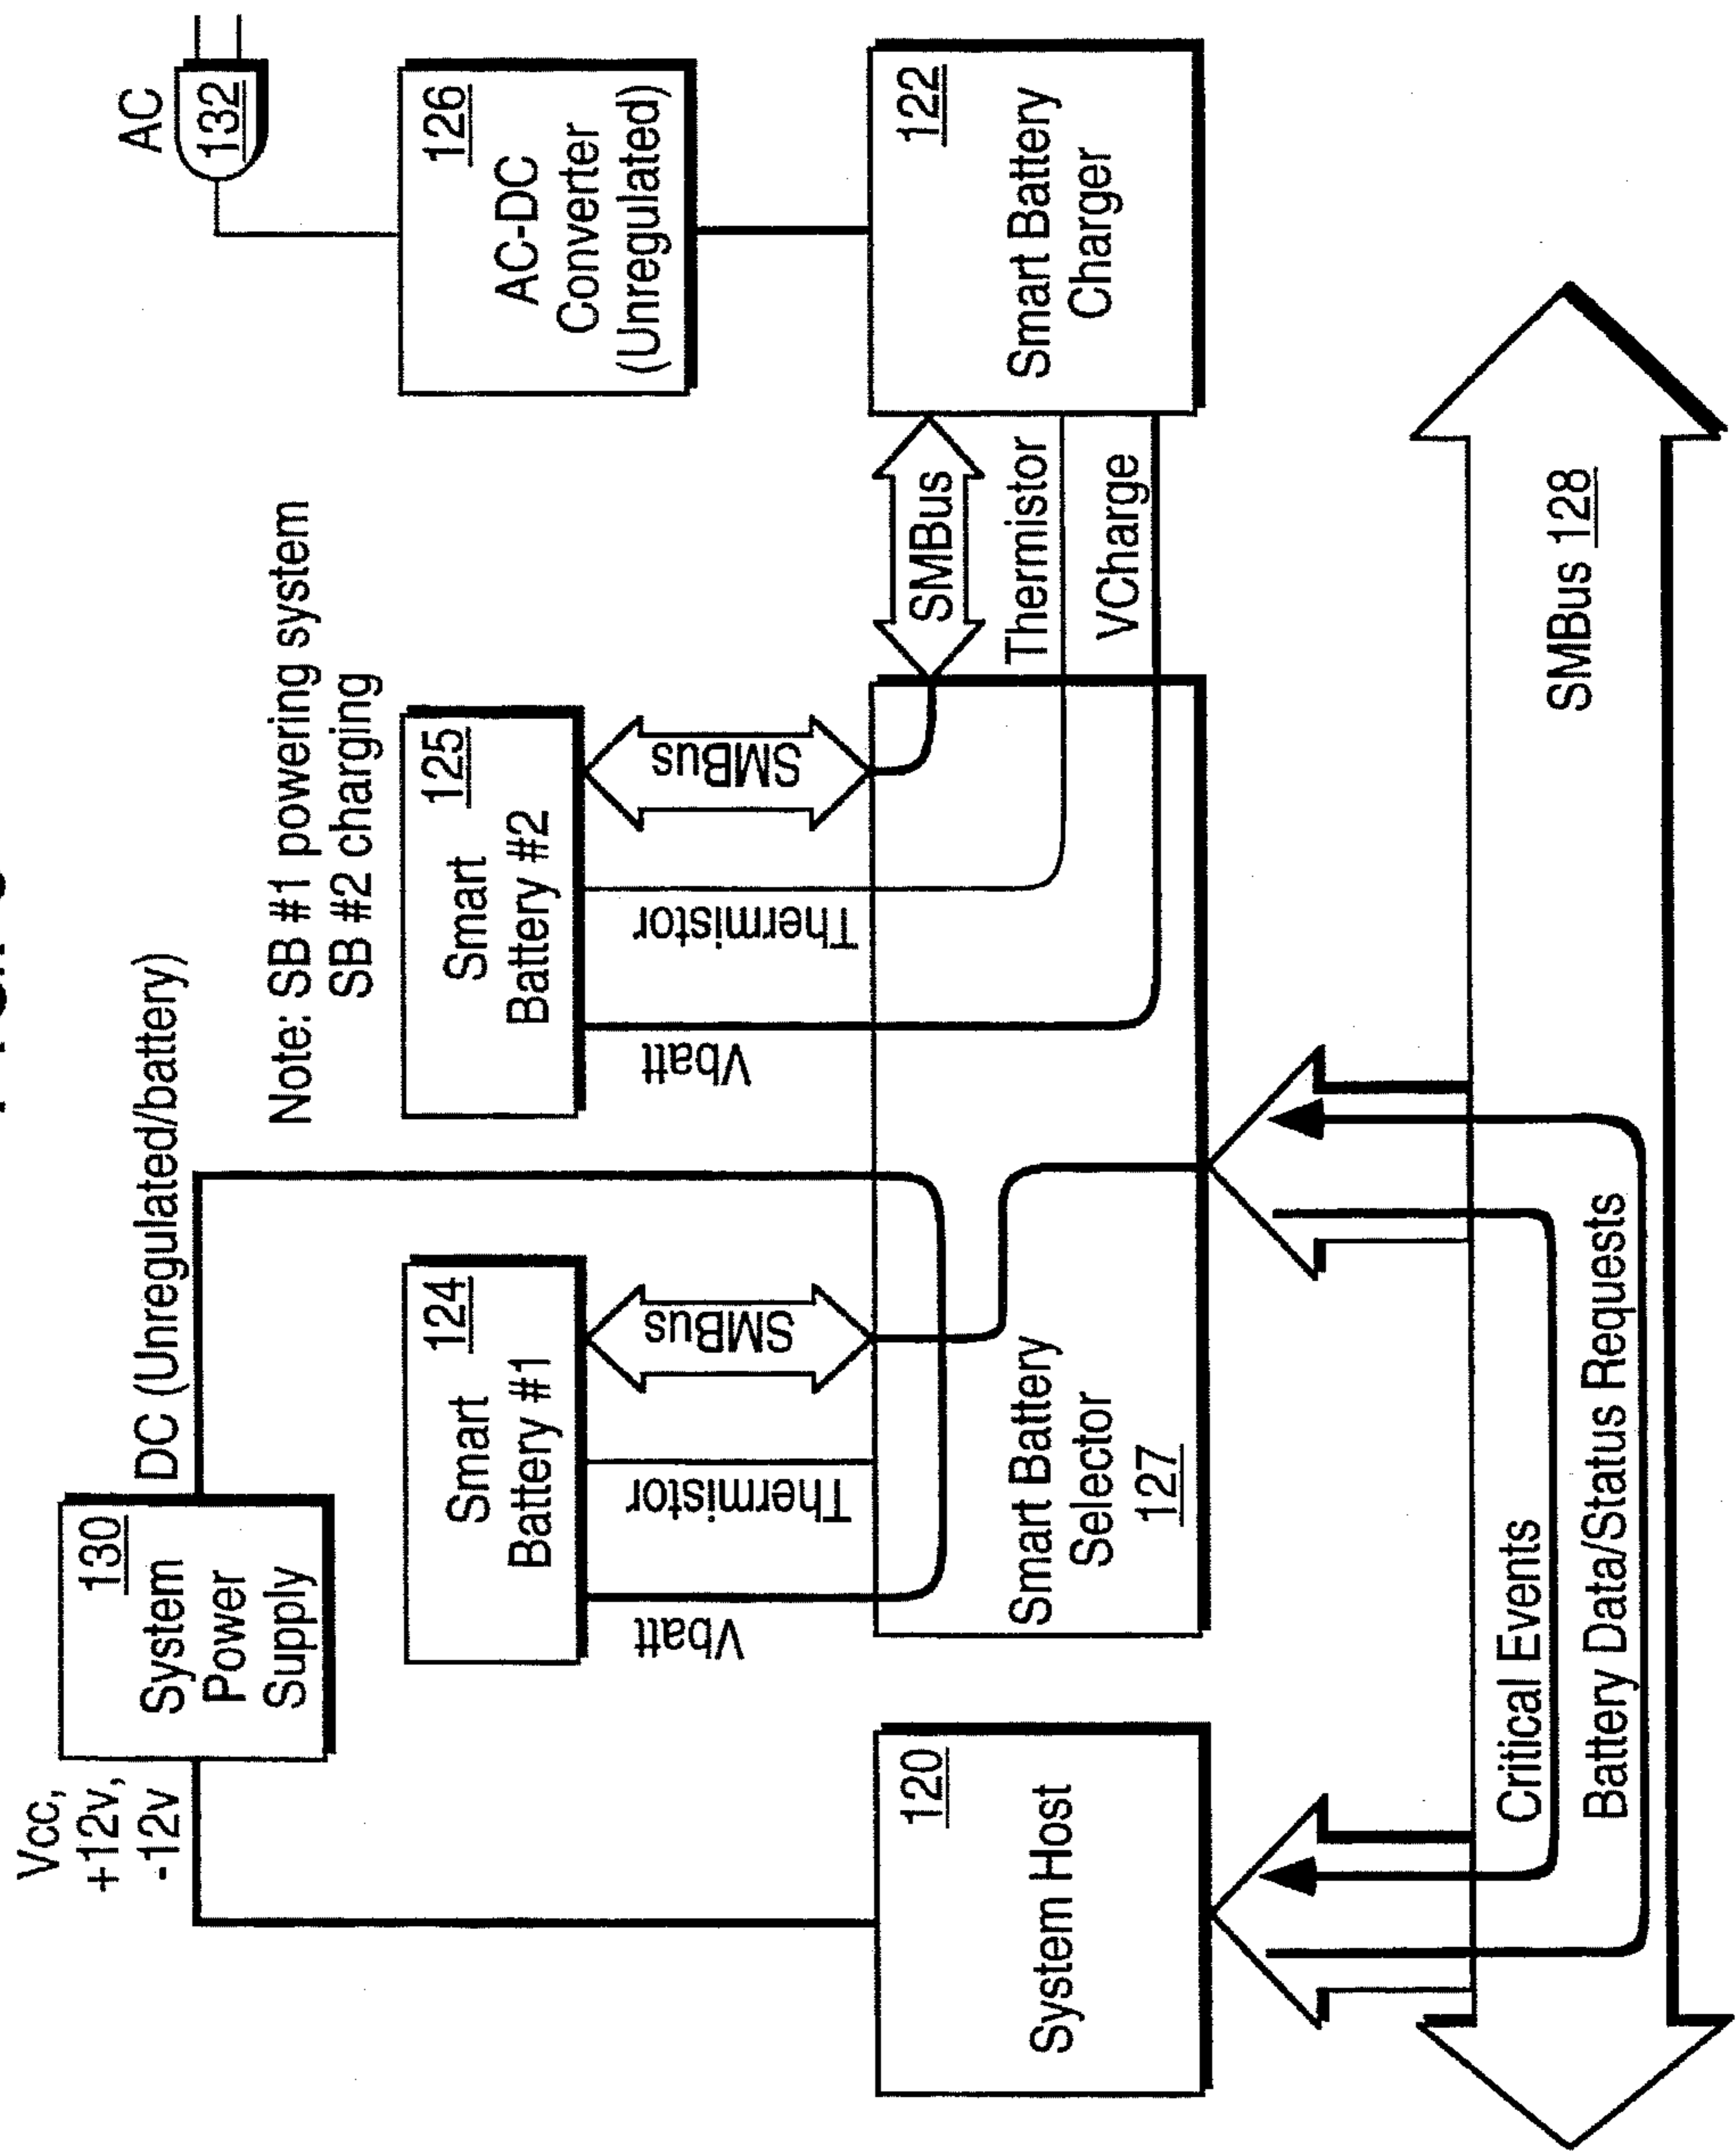 Vcc,
+12v,
-12v
130
System
Power
Supply
DC (Unregulated/battery)
Note: SB #1 powering system
SB #2 charging
AC
132
124
Smart
Battery #1
Vbatt
Thermistor
SMBus
125
Smart
Battery #2
Vbatt
Thermistor
SMBus
126
AC-DC
Converter
(Unregulated)
120
System Host
Smart Battery
Selector
127
SMBus
Thermistor
VCharge
122
Smart Battery
Charger
Critical Events
Battery Data/Status Requests
SMBus 128